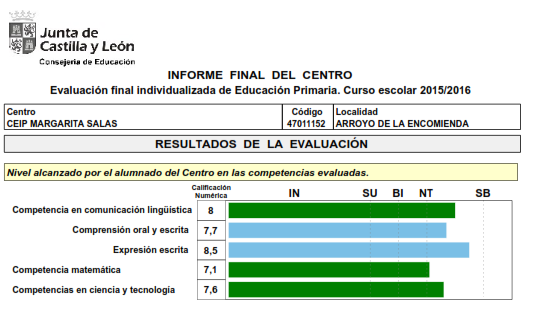 Junta de
Castilla y León
Consejería de Educación
INFORME FINAL DEL CENTRO
Evaluación final individualizada de Educación Primaria. Curso escolar 2015/2016
Centro Código Localidad
CEIP MARGARITA SALAS 47011152 ARROYO DE LA ENCOMIENDA
RESULTADOS DE LA EVALUACIÓN
Nivel alcanzado por el alumnado del Centro en las competencias evaluadas.
Calificación
Numérica IN SU BI NT SB
Competencia en comunicación lingüística 8
Comprensión oral y escrita 7,7
Expresión escrita 8,5
Competencia matemática 7,1
Competencias en ciencia y tecnología 7,6